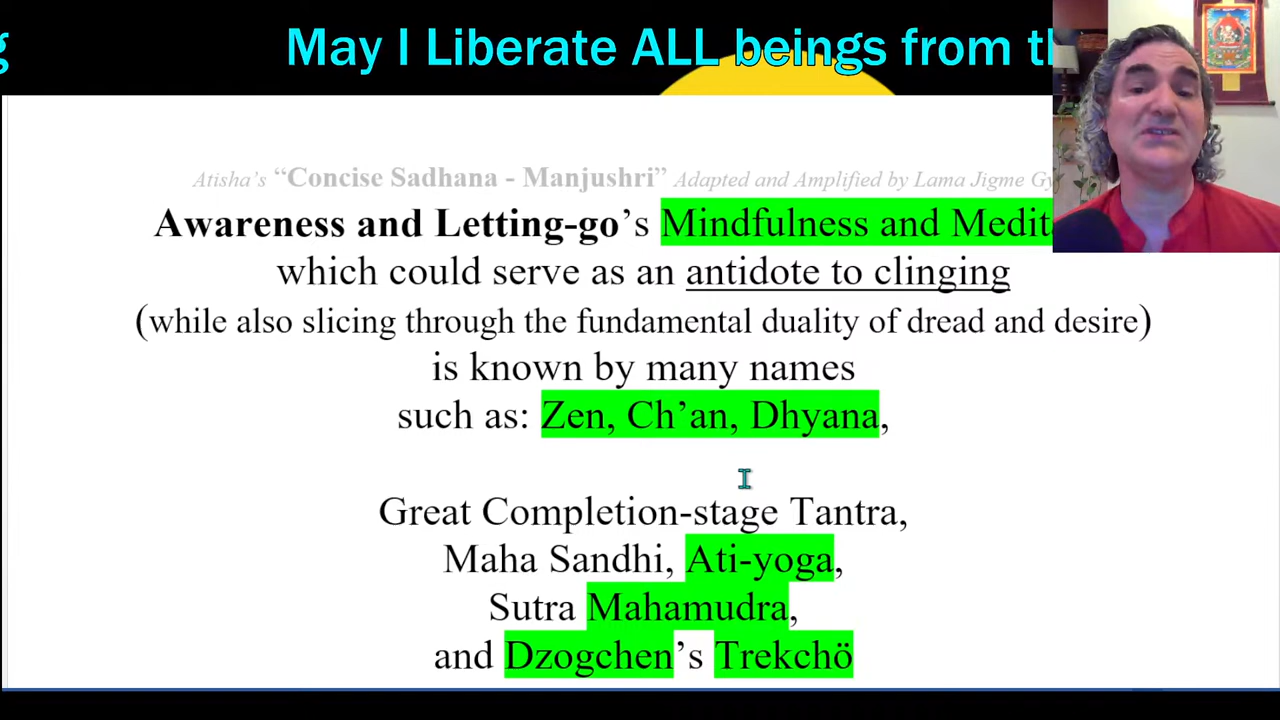 g May I Liberate ALL beings from
Atisha's “Concise Sadhana - Manjushri” Adapted and Amplified by Lama Jigme
Awareness and Letting-go’s Mindfulness and
which could serve as an antidote to clinging
(while also slicing through the fundamental duality of dread and desire)
is known by many names
such as: Zen, Ch’an, Dhyana,
Great Completion-stage Tantra,
Maha Sandhi, Ati-yoga,
Sutra Mahamudra,
and Dzogchen’s Trekchö